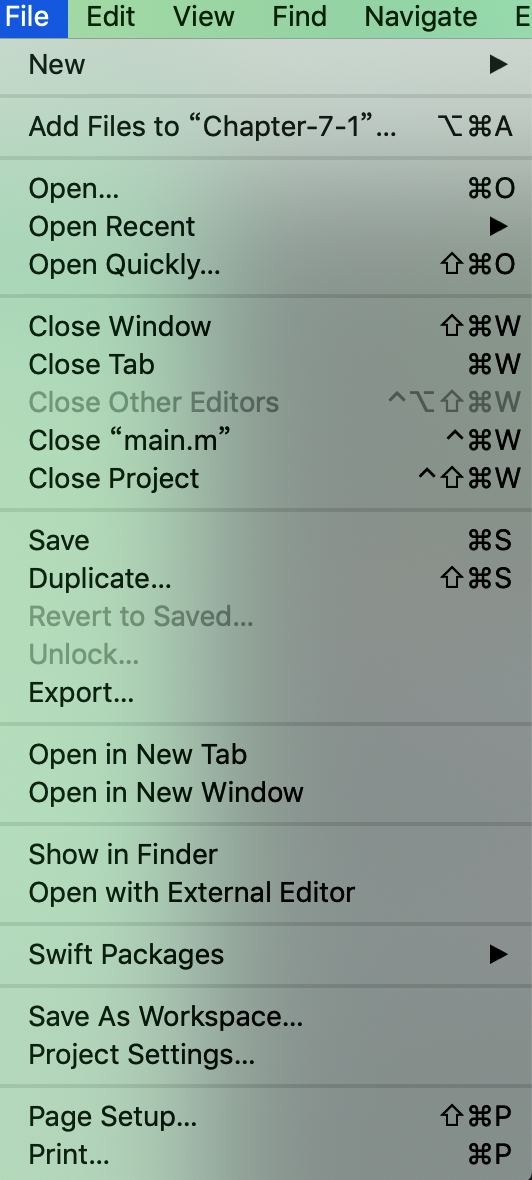 File Edit View Find Navigate E
New ▶
Add Files to “Chapter-7-1”... ⌥⌘A
Open... ⌘O
Open Recent ▶
Open Quickly... ⇧⌘O
Close Window ⇧⌘W
Close Tab ⌘W
Close Other Editors ^⌥⇧⌘W
Close “main.m” ^⌘W
Close Project ^⇧⌘W
Save ⌘S
Duplicate... ⇧⌘S
Revert to Saved...
Unlock...
Export...
Open in New Tab
Open in New Window
Show in Finder
Open with External Editor
Swift Packages ▶
Save As Workspace...
Project Settings...
Page Setup... ⇧⌘P
Print... ⌘P